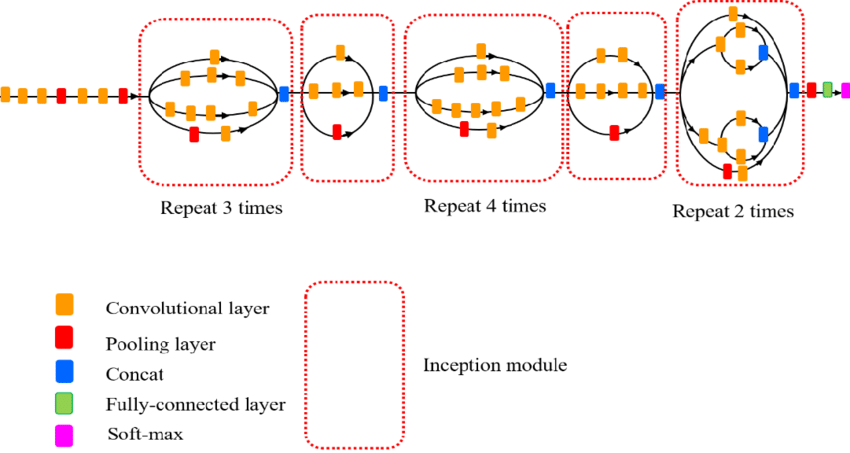 Repeat 3 times
Repeat 4 times
Repeat 2 times
Convolutional layer
Pooling layer
Concat
Fully-connected layer
Soft-max
Inception module